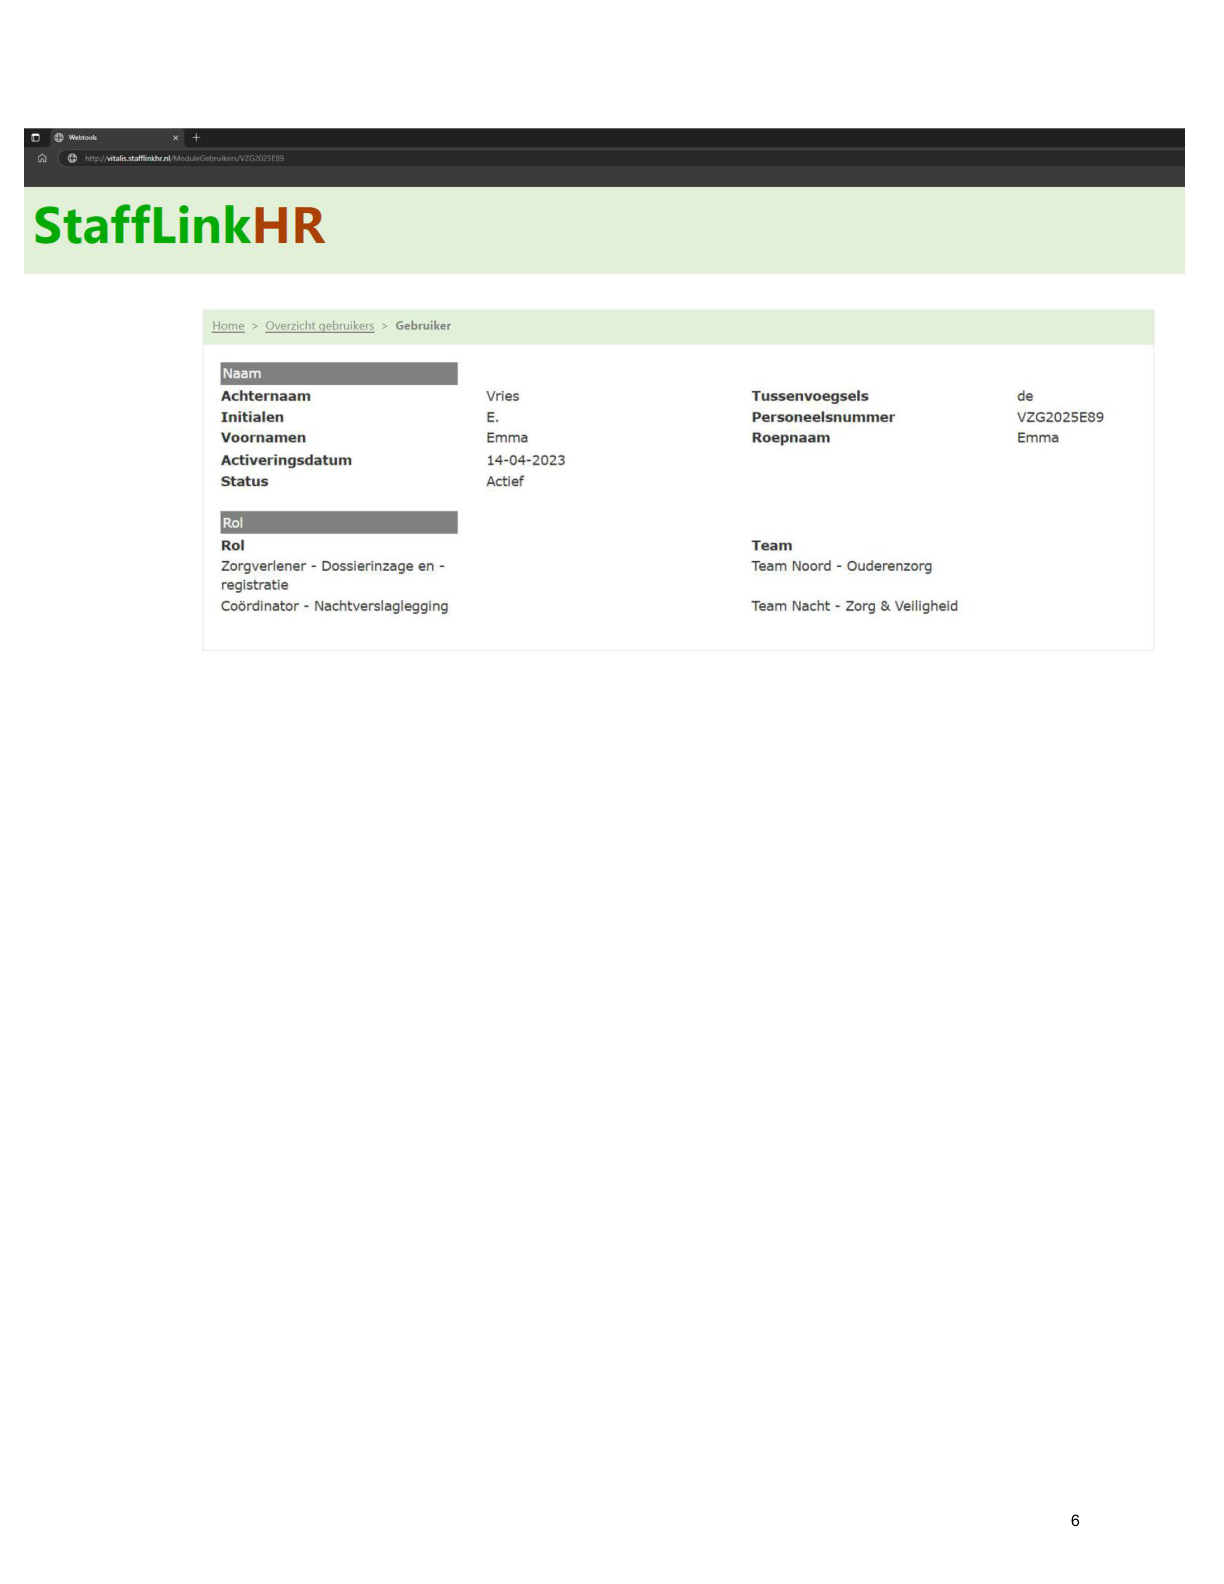 Webtools
http://vitalis.stafflinkhr.nl/ModuleGebruikers/VZG2025E89
StaffLinkHR
Home > Overzicht gebruikers > Gebruiker
Naam
Achternaam Vries Tussenvoegsels de
Initialen E. Personeelsnummer VZG2025E89
Voornamen Emma Roepnaam Emma
Activeringsdatum 14-04-2023
Status Actief
Rol
Rol Team
Zorgverlener - Dossierinzage en - Team Noord - Ouderenzorg
registratie
Coördinator - Nachtverslaglegging Team Nacht - Zorg & Veiligheid
6